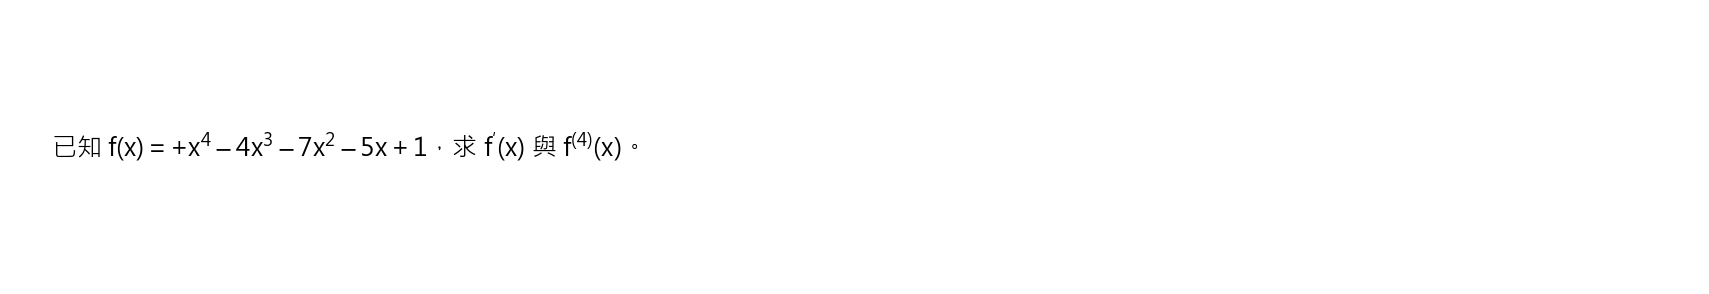 已知 f(x) = +x⁴ – 4x³ – 7x² – 5x + 1，求 f′(x) 與 f⁽⁴⁾(x)。